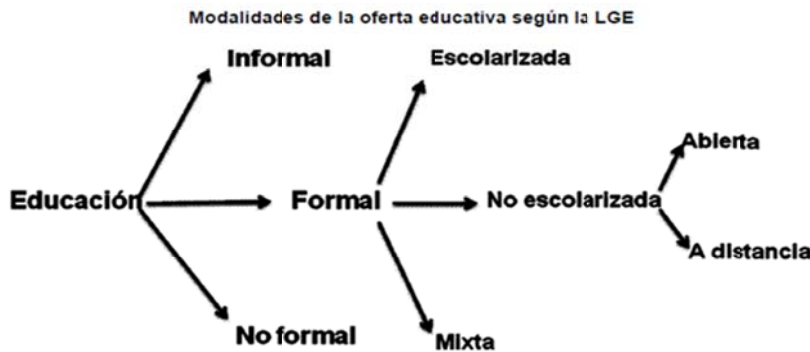 Modalidades de la oferta educativa según la LGE
Informal
Escolarizada
Abierta
Educación
Formal
No escolarizada
A distancia
No formal
Mixta